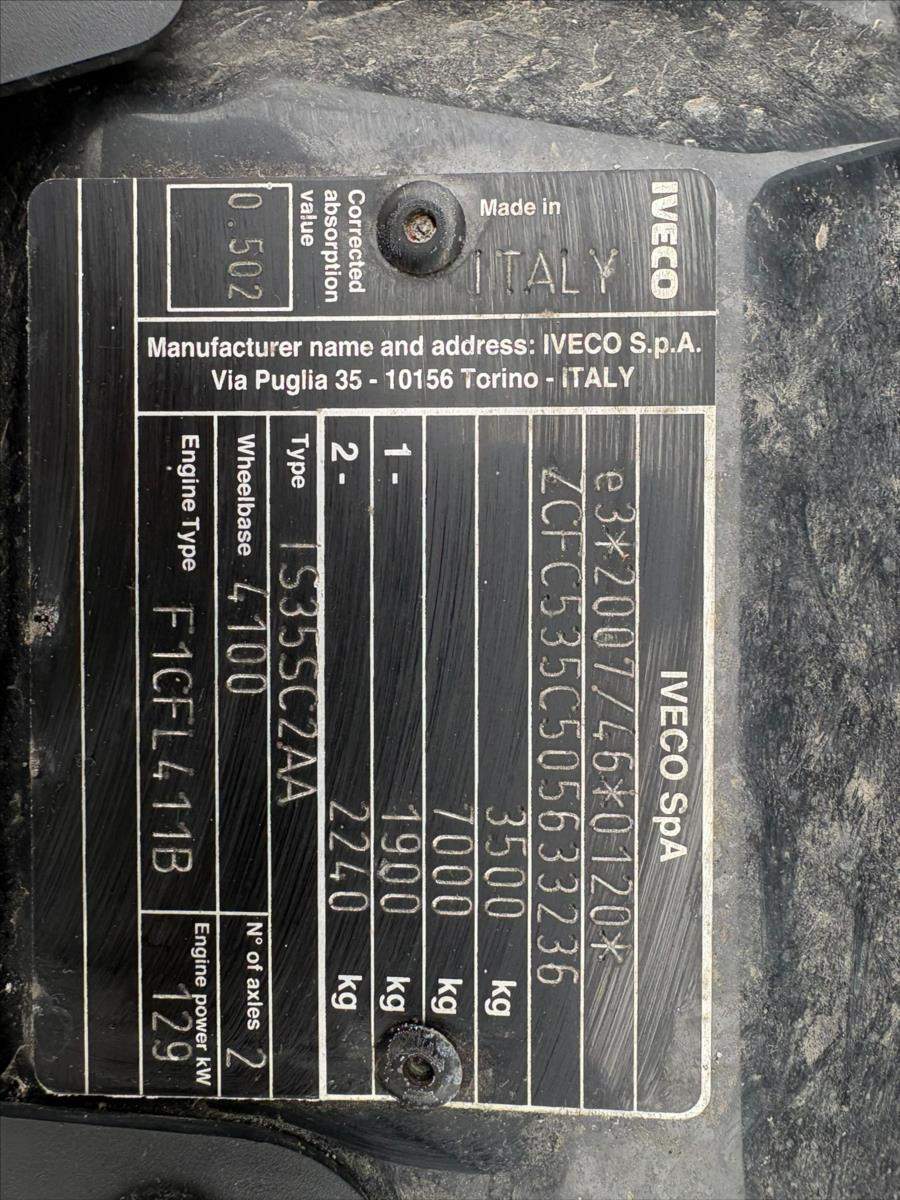 IVECO
Made in
ITALY
Corrected
absorption
value
0.502
Manufacturer name and address: IVECO S.p.A.
Via Puglia 35 - 10156 Torino - ITALY
IVECO SpA
e3*2007/46*0120*
ZCFC535C505633236
3500 kg
7000 kg
1- 1900 kg
2- 2240 kg
Type IS35SC2AA
Wheelbase 4100 N° of axles 2
Engine Type F1CFL411B Engine power kW 129